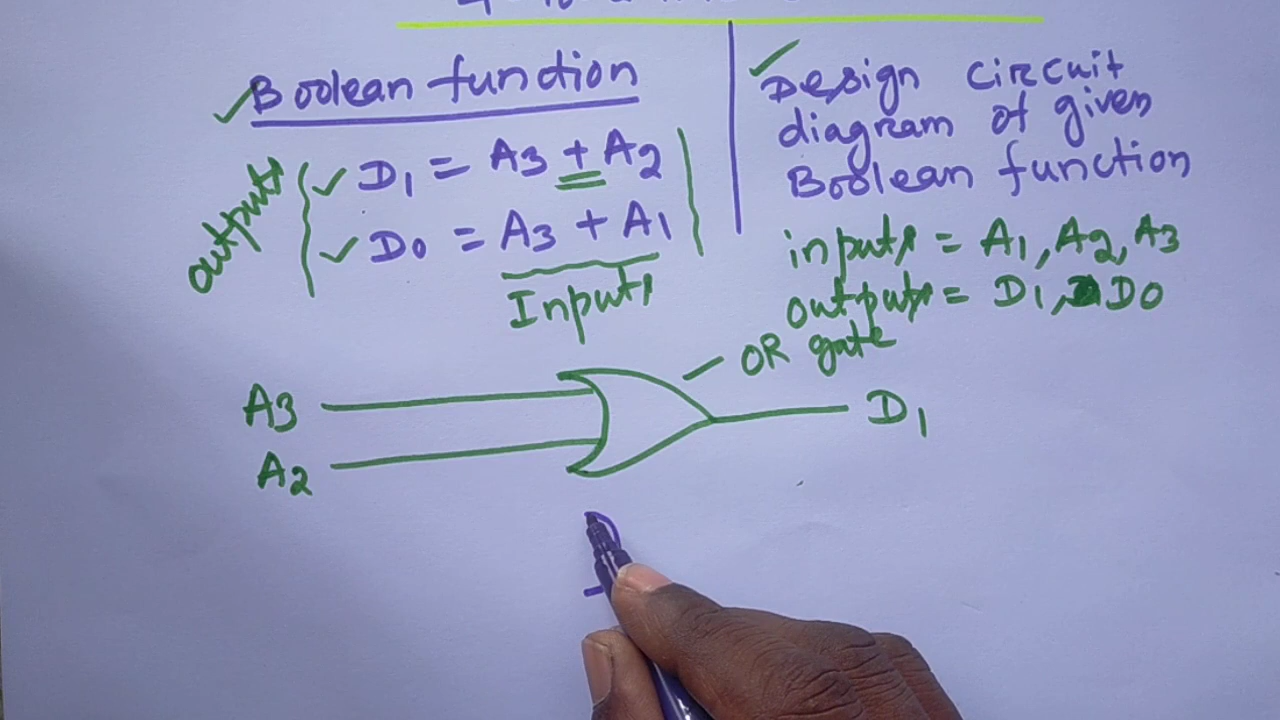 Boolean function
outputs
D1 = A3 + A2
D0 = A3 + A1
Inputs
Design circuit
diagram of given
Boolean function
inputs = A1, A2, A3
outputs = D1, D0
OR gate
A3
A2
D1